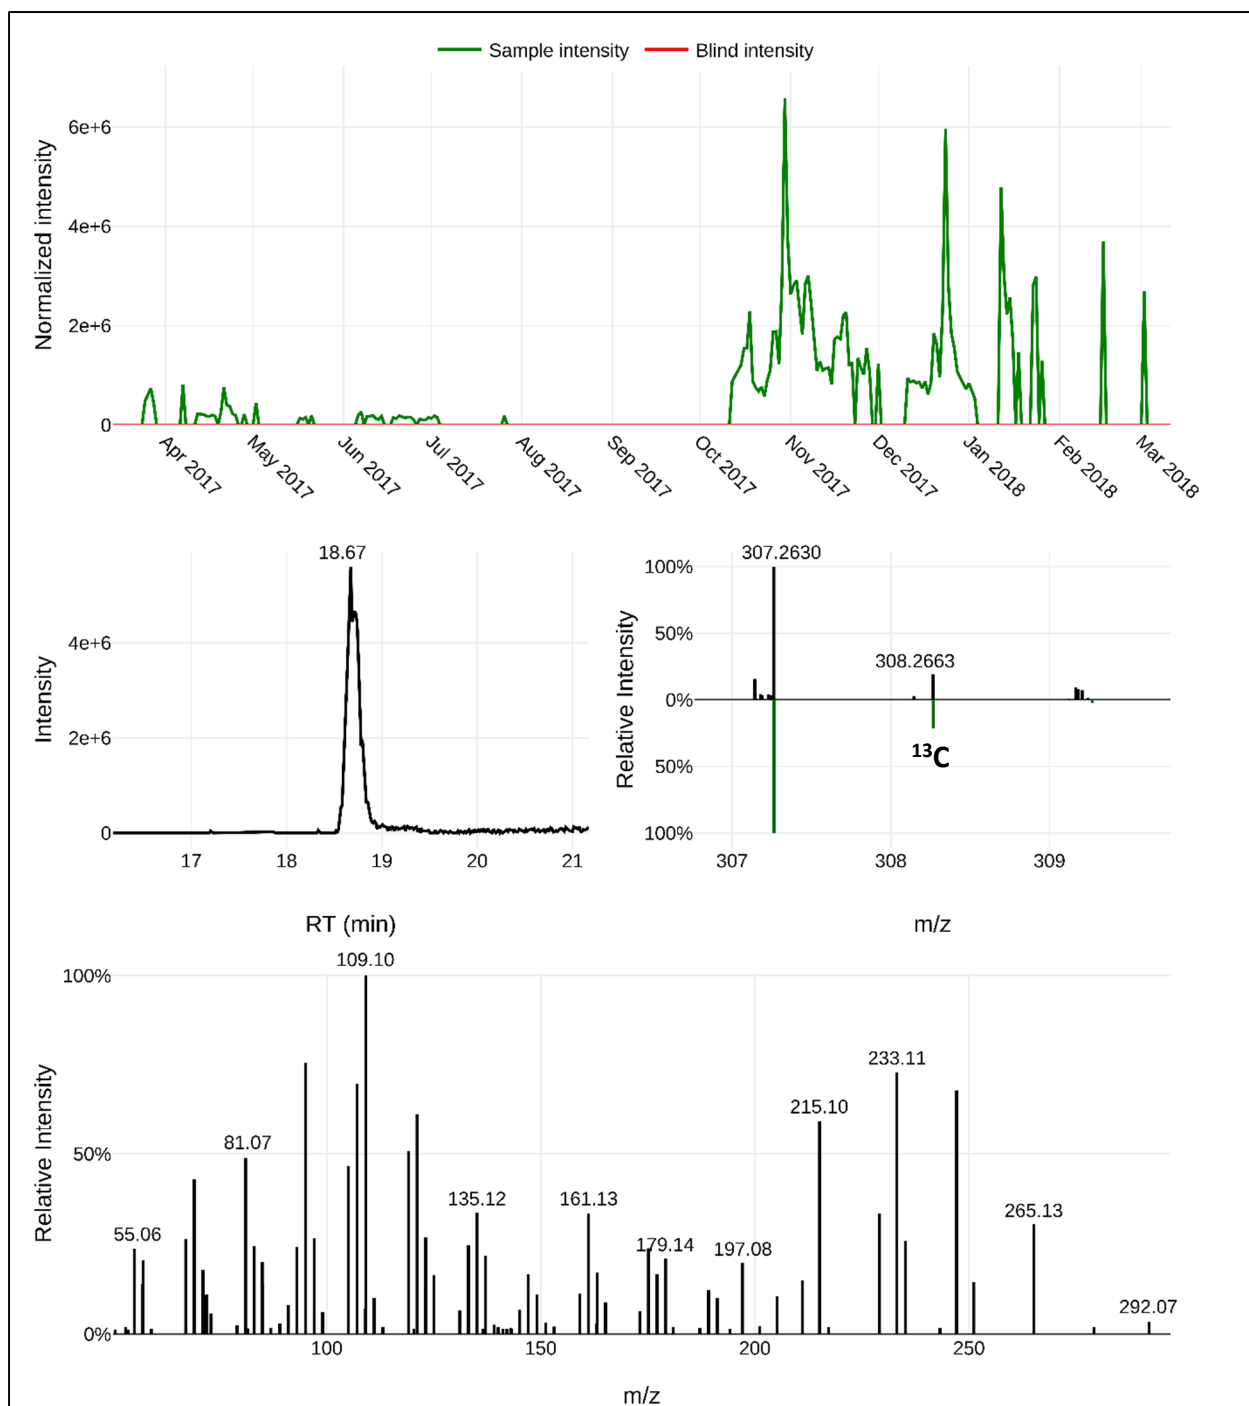 Sample intensity Blind intensity
Normalized intensity
6e+6
4e+6
2e+6
0
Apr 2017 May 2017 Jun 2017 Jul 2017 Aug 2017 Sep 2017 Oct 2017 Nov 2017 Dec 2017 Jan 2018 Feb 2018 Mar 2018
Intensity
18.67
4e+6
2e+6
0
17 18 19 20 21
RT (min)
Relative Intensity
307.2630
100%
50%
308.2663
0%
13C
50%
100%
307 308 309
m/z
Relative Intensity
109.10
100%
233.11
215.10
81.07
50%
135.12 161.13
265.13
55.06
179.14 197.08
292.07
0%
100 150 200 250
m/z